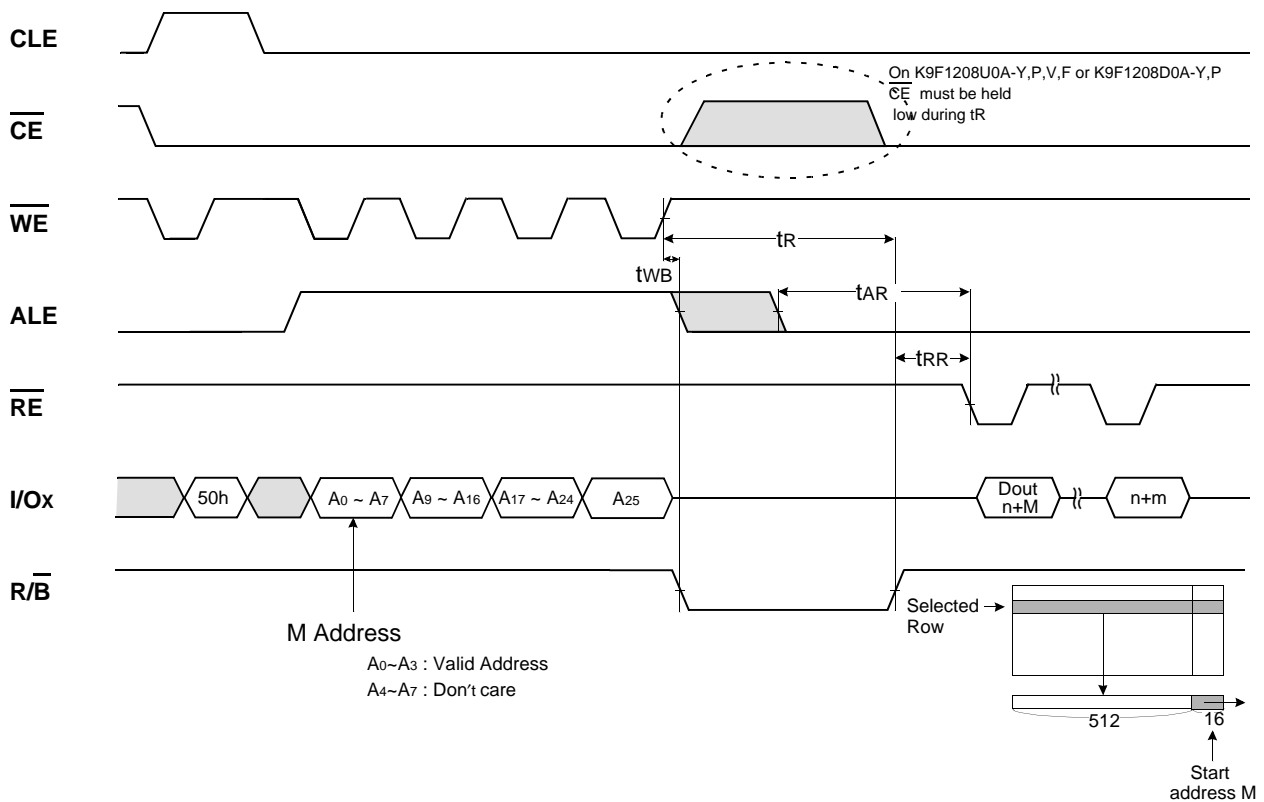 CLE
On K9F1208U0A-Y,P,V,F or K9F1208D0A-Y,P
CE must be held
low during tR
CE
WE
tR
tWB
tAR
ALE
tRR
RE
I/Ox
50h
A0 ~ A7
A9 ~ A16
A17 ~ A24
A25
Dout
n+M
n+m
R/B
Selected
Row
M Address
A0~A3 : Valid Address
A4~A7 : Don't care
512
16
Start
address M